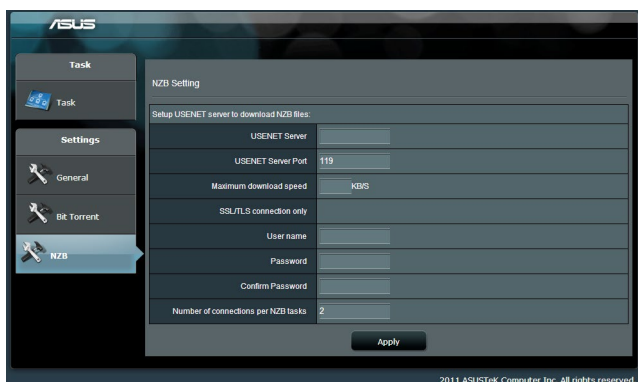 ASUS
Task
Task
Settings
General
Bit Torrent
NZB
NZB Setting
Setup USENET server to download NZB files:
USENET Server
USENET Server Port 119
Maximum download speed KB/S
SSL/TLS connection only
User name
Password
Confirm Password
Number of connections per NZB tasks 2
Apply
2011 ASUSTeK Computer Inc. All rights reserved